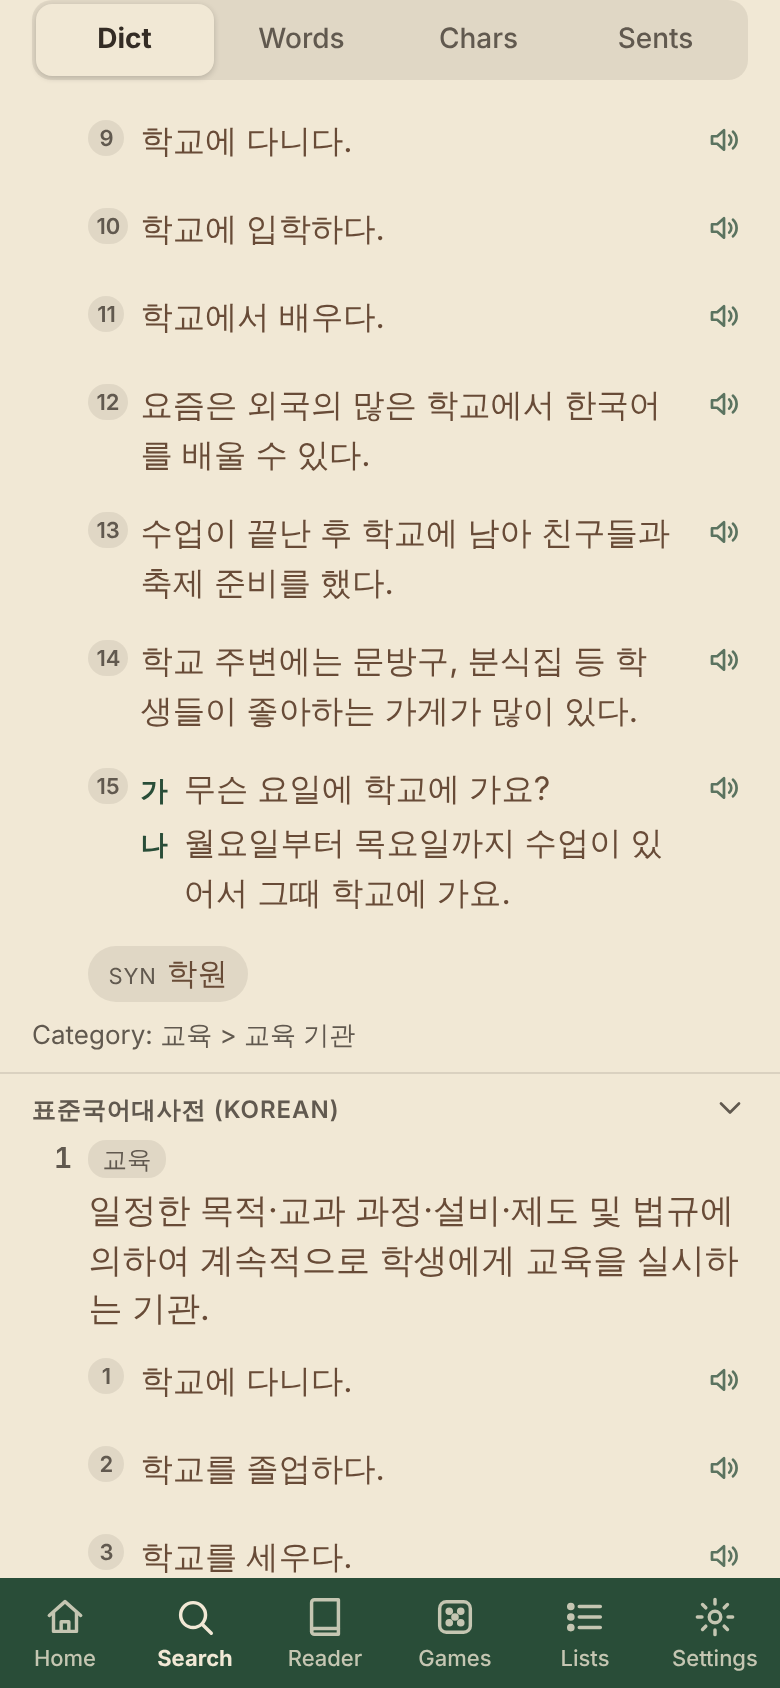 Dict Words Chars Sents
9 학교에 다니다.
10 학교에 입학하다.
11 학교에서 배우다.
12 요즘은 외국의 많은 학교에서 한국어
를 배울 수 있다.
13 수업이 끝난 후 학교에 남아 친구들과
축제 준비를 했다.
14 학교 주변에는 문방구, 분식집 등 학
생들이 좋아하는 가게가 많이 있다.
15 가 무슨 요일에 학교에 가요?
나 월요일부터 목요일까지 수업이 있
어서 그때 학교에 가요.
SYN 학원
Category: 교육 > 교육 기관
표준국어대사전 (KOREAN)
1 교육
일정한 목적·교과 과정·설비·제도 및 법규에
의하여 계속적으로 학생에게 교육을 실시하
는 기관.
1 학교에 다니다.
2 학교를 졸업하다.
3 학교를 세우다.
Home Search Reader Games Lists Settings